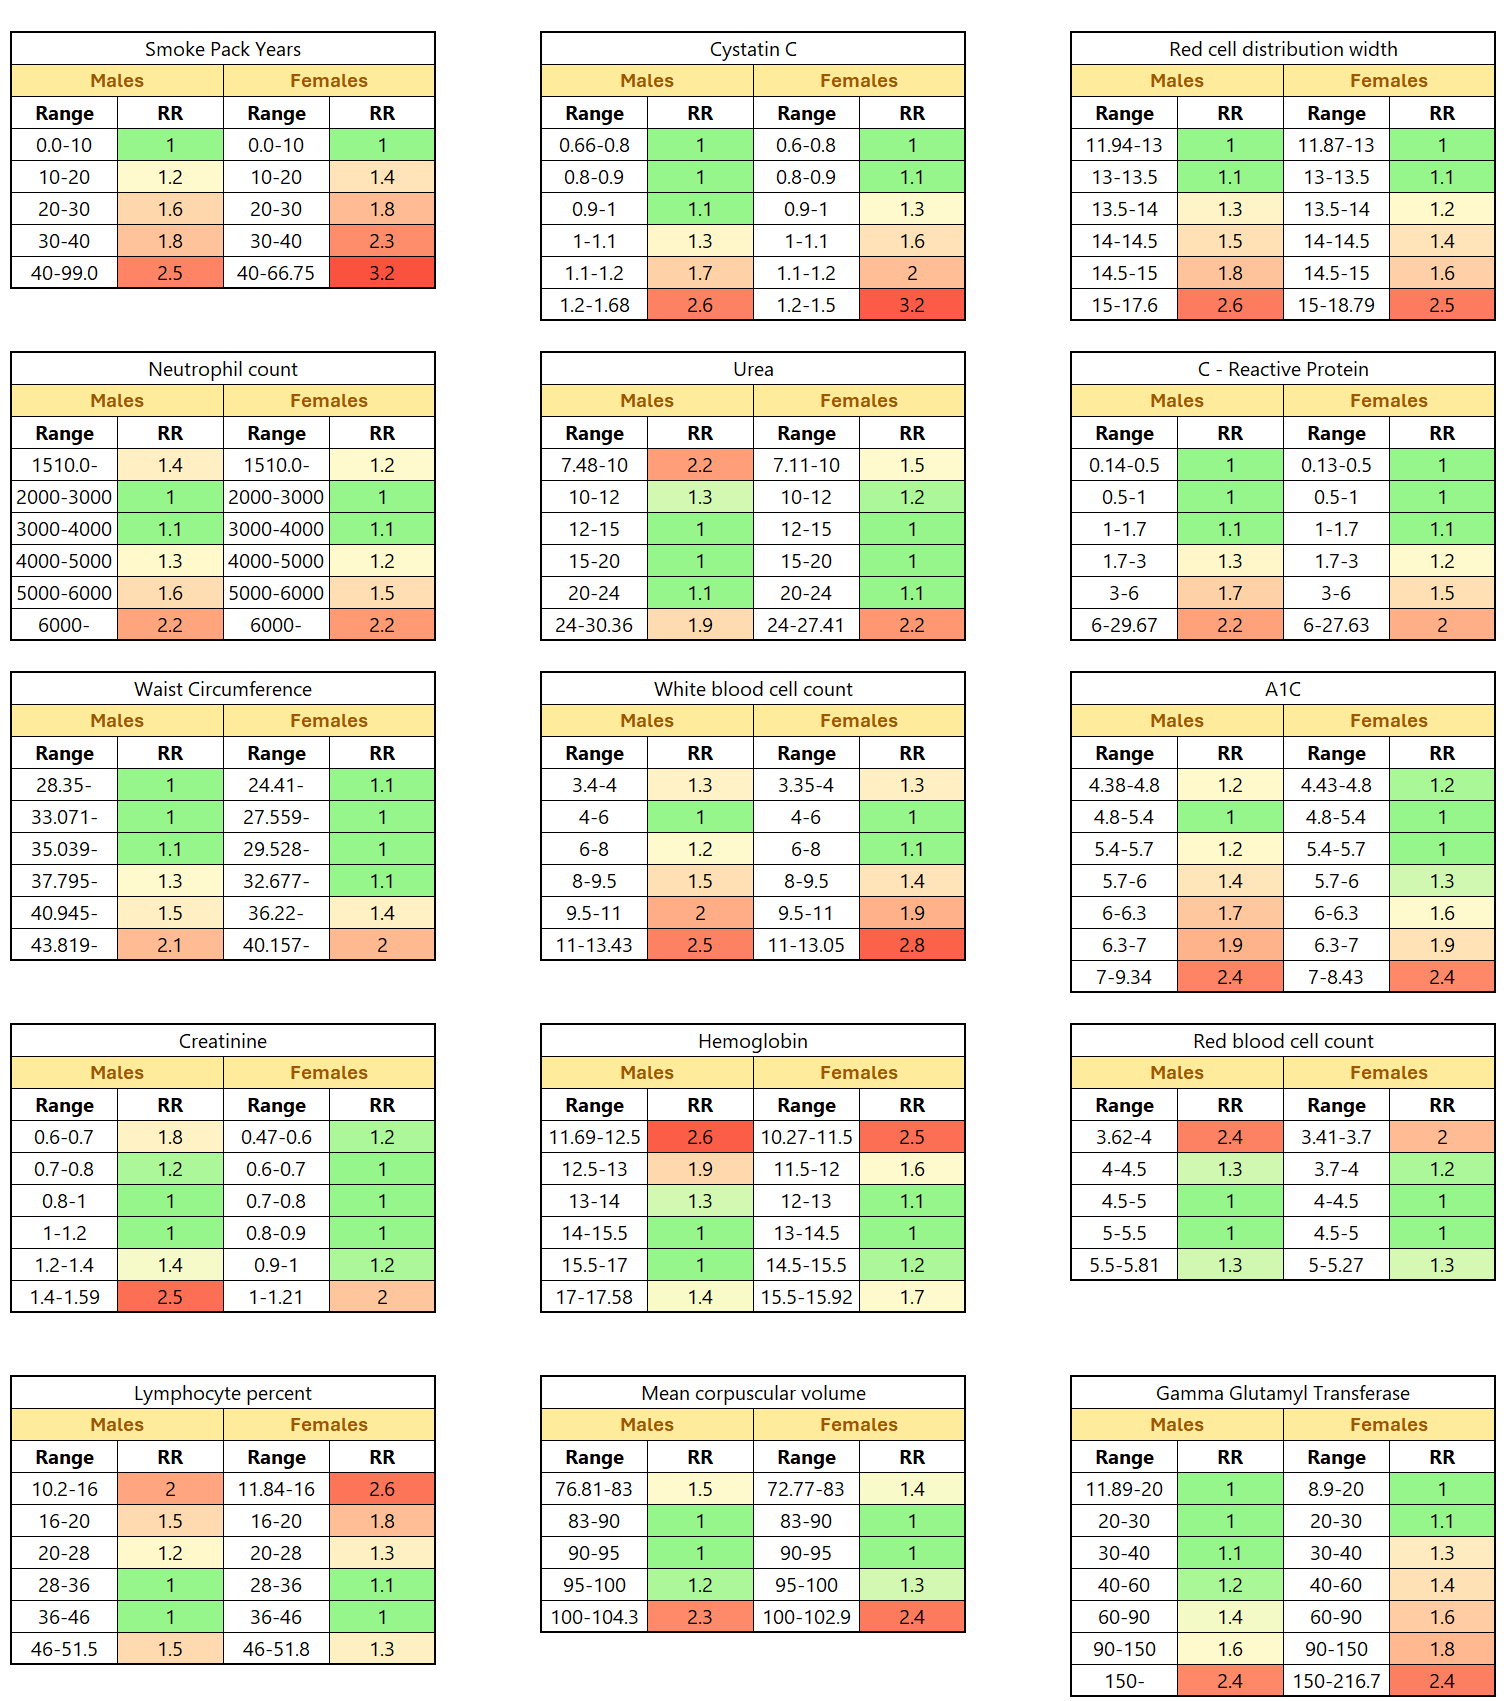 Smoke Pack Years
Males Females
Range RR Range RR
0.0-10 1 0.0-10 1
10-20 1.2 10-20 1.4
20-30 1.6 20-30 1.8
30-40 1.8 30-40 2.3
40-99.0 2.5 40-66.75 3.2
Cystatin C
Males Females
Range RR Range RR
0.66-0.8 1 0.6-0.8 1
0.8-0.9 1 0.8-0.9 1.1
0.9-1 1.1 0.9-1 1.3
1-1.1 1.3 1-1.1 1.6
1.1-1.2 1.7 1.1-1.2 2
1.2-1.68 2.6 1.2-1.5 3.2
Red cell distribution width
Males Females
Range RR Range RR
11.94-13 1 11.87-13 1
13-13.5 1.1 13-13.5 1.1
13.5-14 1.3 13.5-14 1.2
14-14.5 1.5 14-14.5 1.4
14.5-15 1.8 14.5-15 1.6
15-17.6 2.6 15-18.79 2.5
Neutrophil count
Males Females
Range RR Range RR
1510.0- 1.4 1510.0- 1.2
2000-3000 1 2000-3000 1
3000-4000 1.1 3000-4000 1.1
4000-5000 1.3 4000-5000 1.2
5000-6000 1.6 5000-6000 1.5
6000- 2.2 6000- 2.2
Urea
Males Females
Range RR Range RR
7.48-10 2.2 7.11-10 1.5
10-12 1.3 10-12 1.2
12-15 1 12-15 1
15-20 1 15-20 1
20-24 1.1 20-24 1.1
24-30.36 1.9 24-27.41 2.2
C - Reactive Protein
Males Females
Range RR Range RR
0.14-0.5 1 0.13-0.5 1
0.5-1 1 0.5-1 1
1-1.7 1.1 1-1.7 1.1
1.7-3 1.3 1.7-3 1.2
3-6 1.7 3-6 1.5
6-29.67 2.2 6-27.63 2
Waist Circumference
Males Females
Range RR Range RR
28.35- 1 24.41- 1.1
33.071- 1 27.559- 1
35.039- 1.1 29.528- 1
37.795- 1.3 32.677- 1.1
40.945- 1.5 36.22- 1.4
43.819- 2.1 40.157- 2
White blood cell count
Males Females
Range RR Range RR
3.4-4 1.3 3.35-4 1.3
4-6 1 4-6 1
6-8 1.2 6-8 1.1
8-9.5 1.5 8-9.5 1.4
9.5-11 2 9.5-11 1.9
11-13.43 2.5 11-13.05 2.8
A1C
Males Females
Range RR Range RR
4.38-4.8 1.2 4.43-4.8 1.2
4.8-5.4 1 4.8-5.4 1
5.4-5.7 1.2 5.4-5.7 1
5.7-6 1.4 5.7-6 1.3
6-6.3 1.7 6-6.3 1.6
6.3-7 1.9 6.3-7 1.9
7-9.34 2.4 7-8.43 2.4
Creatinine
Males Females
Range RR Range RR
0.6-0.7 1.8 0.47-0.6 1.2
0.7-0.8 1.2 0.6-0.7 1
0.8-1 1 0.7-0.8 1
1-1.2 1 0.8-0.9 1
1.2-1.4 1.4 0.9-1 1.2
1.4-1.59 2.5 1-1.21 2
Hemoglobin
Males Females
Range RR Range RR
11.69-12.5 2.6 10.27-11.5 2.5
12.5-13 1.9 11.5-12 1.6
13-14 1.3 12-13 1.1
14-15.5 1 13-14.5 1
15.5-17 1 14.5-15.5 1.2
17-17.58 1.4 15.5-15.92 1.7
Red blood cell count
Males Females
Range RR Range RR
3.62-4 2.4 3.41-3.7 2
4-4.5 1.3 3.7-4 1.2
4.5-5 1 4-4.5 1
5-5.5 1 4.5-5 1
5.5-5.81 1.3 5-5.27 1.3
Lymphocyte percent
Males Females
Range RR Range RR
10.2-16 2 11.84-16 2.6
16-20 1.5 16-20 1.8
20-28 1.2 20-28 1.3
28-36 1 28-36 1.1
36-46 1 36-46 1
46-51.5 1.5 46-51.8 1.3
Mean corpuscular volume
Males Females
Range RR Range RR
76.81-83 1.5 72.77-83 1.4
83-90 1 83-90 1
90-95 1 90-95 1
95-100 1.2 95-100 1.3
100-104.3 2.3 100-102.9 2.4
Gamma Glutamyl Transferase
Males Females
Range RR Range RR
11.89-20 1 8.9-20 1
20-30 1 20-30 1.1
30-40 1.1 30-40 1.3
40-60 1.2 40-60 1.4
60-90 1.4 60-90 1.6
90-150 1.6 90-150 1.8
150- 2.4 150-216.7 2.4